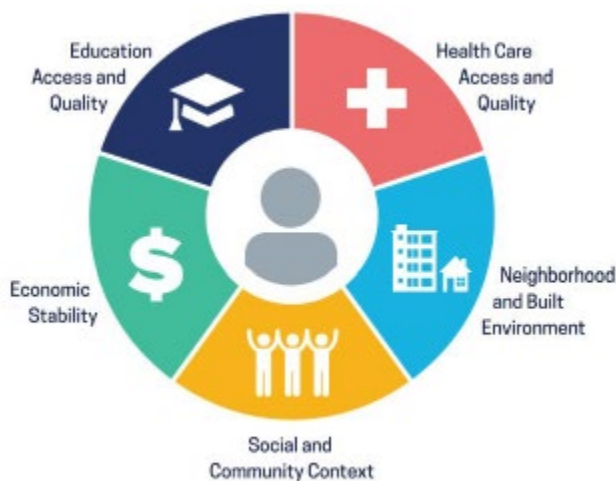 Education
Access and
Quality
Health Care
Access and
Quality
Economic
Stability
Neighborhood
and Built
Environment
Social and
Community Context